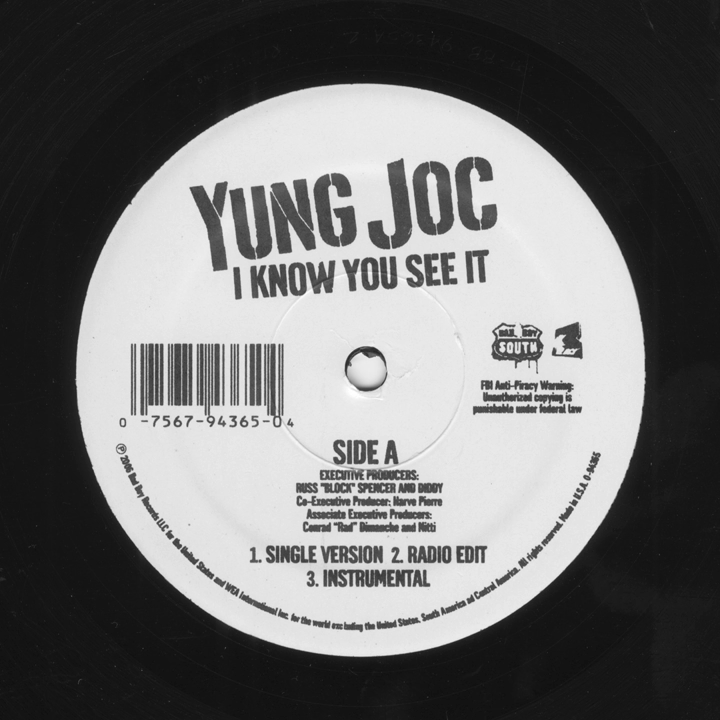 YUNG JOC
I KNOW YOU SEE IT
BAD BOY
SOUTH
0 -7567-94365-0 4
FBI Anti-Piracy Warning:
Unauthorized copying is
punishable under federal law
SIDE A
EXECUTIVE PRODUCERS:
RUSS "BLOCK" SPENCER AND DIDDY
Co-Executive Producer: Harve Pierre
Associate Executive Producers:
Conrad "Rad" Dimanche and Nitti
1. SINGLE VERSION 2. RADIO EDIT
3. INSTRUMENTAL
℗ 2006 Bad Boy Records LLC for the United States and WEA International Inc. for the world excluding the United States, South America ad Central America. All rights reserved. Made in U.S.A. 0-94365